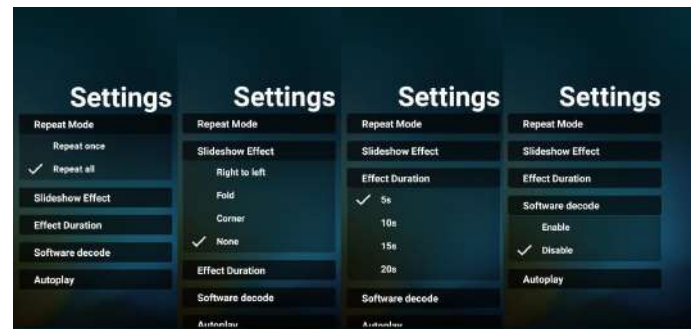 Settings
Repeat Mode
Repeat once
Repeat all
Slideshow Effect
Effect Duration
Software decode
Autoplay
Settings
Repeat Mode
Slideshow Effect
Right to left
Fold
Corner
None
Effect Duration
Software decode
Autoplay
Settings
Repeat Mode
Slideshow Effect
Effect Duration
5s
10s
15s
20s
Software decode
Autoplay
Settings
Repeat Mode
Slideshow Effect
Effect Duration
Software decode
Enable
Disable
Autoplay